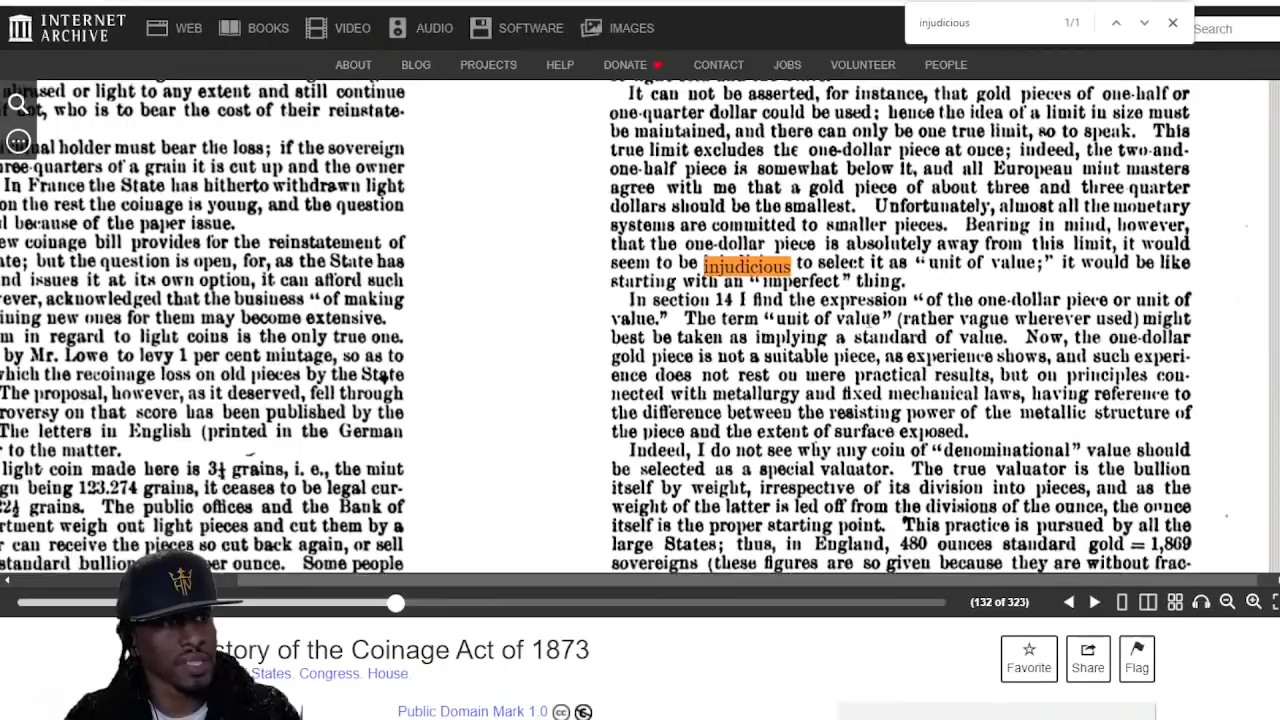 INTERNET
ARCHIVE
WEB
BOOKS
VIDEO
AUDIO
SOFTWARE
IMAGES
injudicious
1/1
Search
ABOUT
BLOG
PROJECTS
HELP
DONATE
CONTACT
JOBS
VOLUNTEER
PEOPLE
or light to any extent and still continue
who is to bear the cost of their reinstate-
holder must bear the loss; if the sovereign
three-quarters of a grain it is cut up and the owner
In France the State has hitherto withdrawn light
on the rest the coinage is young, and the question
because of the paper issue.
new coinage bill provides for the reinstatement of
but the question is open, for, as the State has
and issues it at its own option, it can afford such
acknowledged that the business "of making
new ones for them may become extensive.
in regard to light coins is the only true one.
by Mr. Lowe to levy 1 per cent mintage, so as to
which the recoinage loss on old pieces by the State
The proposal, however, as it deserved, fell through
on that score has been published by the
The letters in English (printed in the German
to the matter.
light coin made here is 3¼ grains, i. e., the mint
being 123.274 grains, it ceases to be legal cur-
grains. The public offices and the Bank of
weigh out light pieces and cut them by a
can receive the pieces so cut back again, or sell
standard bullion per ounce. Some people
It can not be asserted, for instance, that gold pieces of one-half or
one-quarter dollar could be used; hence the idea of a limit in size must
be maintained, and there can only be one true limit, so to speak. This
true limit excludes the one-dollar piece at once; indeed, the two-and-
one-half piece is somewhat below it, and all European mint masters
agree with me that a gold piece of about three and three-quarter
dollars should be the smallest. Unfortunately, almost all the monetary
systems are committed to smaller pieces. Bearing in mind, however,
that the one-dollar piece is absolutely away from this limit, it would
seem to be injudicious to select it as "unit of value;" it would be like
starting with an "imperfect" thing.
In section 14 I find the expression "of the one-dollar piece or unit of
value." The term "unit of value" (rather vague wherever used) might
best be taken as implying a standard of value. Now, the one-dollar
gold piece is not a suitable piece, as experience shows, and such experi-
ence does not rest on mere practical results, but on principles con-
nected with metallurgy and fixed mechanical laws, having reference to
the difference between the resisting power of the metallic structure of
the piece and the extent of surface exposed.
Indeed, I do not see why any coin of "denominational" value should
be selected as a special valuator. The true valuator is the bullion
itself by weight, irrespective of its division into pieces, and as the
weight of the latter is led off from the divisions of the ounce, the ounce
itself is the proper starting point. This practice is pursued by all the
large States; thus, in England, 480 ounces standard gold = 1,869
sovereigns (these figures are so given because they are without frac-
(132 of 323)
story of the Coinage Act of 1873
States. Congress. House.
Favorite
Share
Flag
Public Domain Mark 1.0